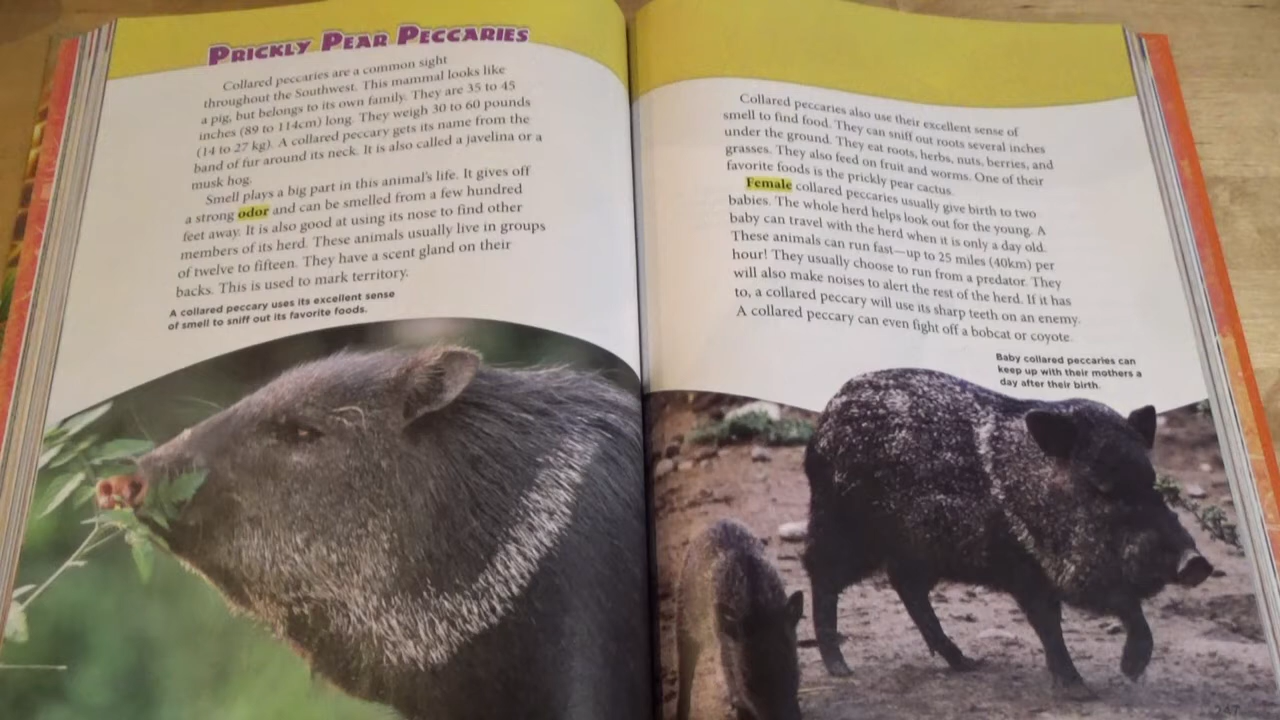 PRICKLY PEAR PECCARIES
Collared peccaries are a common sight
throughout the Southwest. This mammal looks like
a pig, but belongs to its own family. They are 35 to 45
inches (89 to 114cm) long. They weigh 30 to 60 pounds
(14 to 27 kg). A collared peccary gets its name from the
band of fur around its neck. It is also called a javelina or a
musk hog.
Smell plays a big part in this animal's life. It gives off
a strong odor and can be smelled from a few hundred
feet away. It is also good at using its nose to find other
members of its herd. These animals usually live in groups
of twelve to fifteen. They have a scent gland on their
backs. This is used to mark territory.
A collared peccary uses its excellent sense
of smell to sniff out its favorite foods.
Collared peccaries also use their excellent sense of
smell to find food. They can sniff out roots several inches
under the ground. They eat roots, herbs, nuts, berries, and
grasses. They also feed on fruit and worms. One of their
favorite foods is the prickly pear cactus.
Female collared peccaries usually give birth to two
babies. The whole herd helps look out for the young. A
baby can travel with the herd when it is only a day old.
These animals can run fast—up to 25 miles (40km) per
hour! They usually choose to run from a predator. They
will also make noises to alert the rest of the herd. If it has
to, a collared peccary will use its sharp teeth on an enemy.
A collared peccary can even fight off a bobcat or coyote.
Baby collared peccaries can
keep up with their mothers a
day after their birth.
247